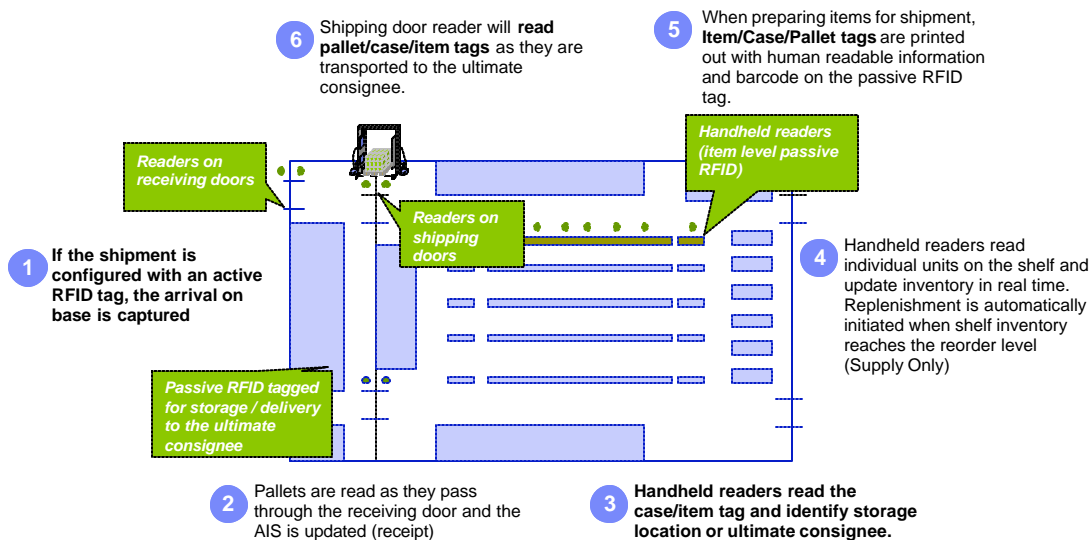 6
Shipping door reader will read
pallet/case/item tags as they are
transported to the ultimate
consignee.
5
When preparing items for shipment,
Item/Case/Pallet tags are printed
out with human readable information
and barcode on the passive RFID
tag.
Readers on
receiving doors
Handheld readers
(item level passive
RFID)
Readers on
shipping
doors
1
If the shipment is
configured with an active
RFID tag, the arrival on
base is captured
4
Handheld readers read
individual units on the shelf and
update inventory in real time.
Replenishment is automatically
initiated when shelf inventory
reaches the reorder level
(Supply Only)
Passive RFID tagged
for storage / delivery
to the ultimate
consignee
2
Pallets are read as they pass
through the receiving door and the
AIS is updated (receipt)
3
Handheld readers read the
case/item tag and identify storage
location or ultimate consignee.